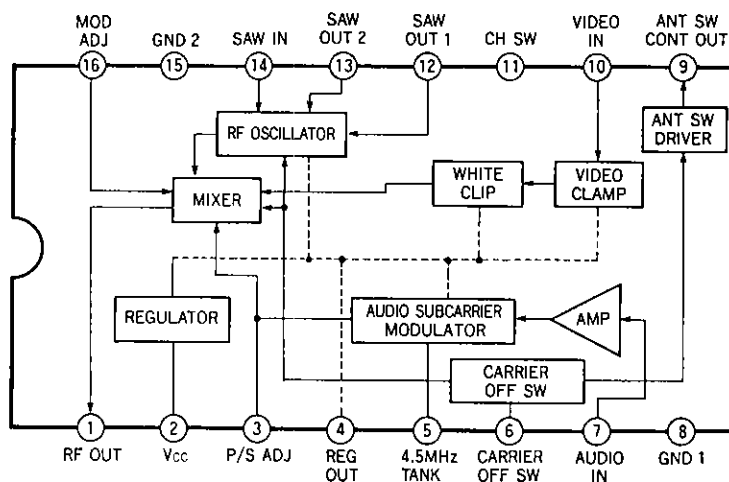 MOD ADJ
GND 2
SAW IN
SAW OUT 2
SAW OUT 1
CH SW
VIDEO IN
ANT SW CONT OUT
16
15
14
13
12
11
10
9
RF OSCILLATOR
ANT SW DRIVER
MIXER
WHITE CLIP
VIDEO CLAMP
REGULATOR
AUDIO SUBCARRIER MODULATOR
AMP
CARRIER OFF SW
1
2
3
4
5
6
7
8
RF OUT
Vcc
P/S ADJ
REG OUT
4.5MHz TANK
CARRIER OFF SW
AUDIO IN
GND 1